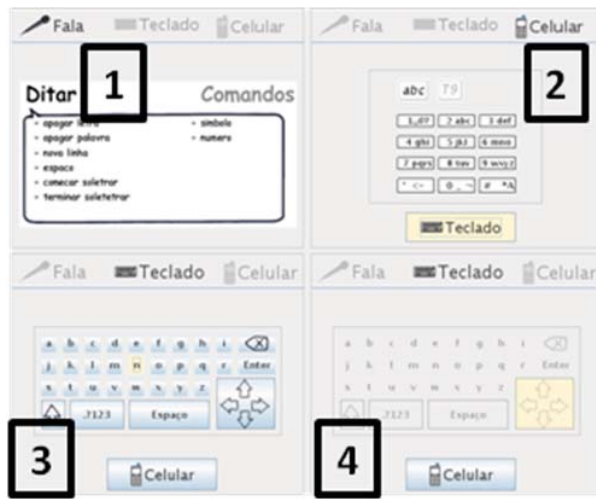 Fala Teclado Celular
1
Ditar Comandos
- apagar letra - simbolo
- apagar palavra - numero
- nova linha
- espaco
- comecar soletrar
- terminar soletetrar
Fala Teclado Celular
2
abc T9
1.,0? 2 abc 3 def
4 ghi 5 jkl 6 mno
7 pqrs 8 tuv 9 wxyz
* <- 0 # *A
Teclado
Fala Teclado Celular
a b c d e f g h i
j k l m n o p q r Enter
s t u v w x y z
.?123 Espaço
3
Celular
Fala Teclado Celular
a b c d e f g h i
j k l m n o p q r Enter
s t u v w x y z
.?123 Espaço
4
Celular